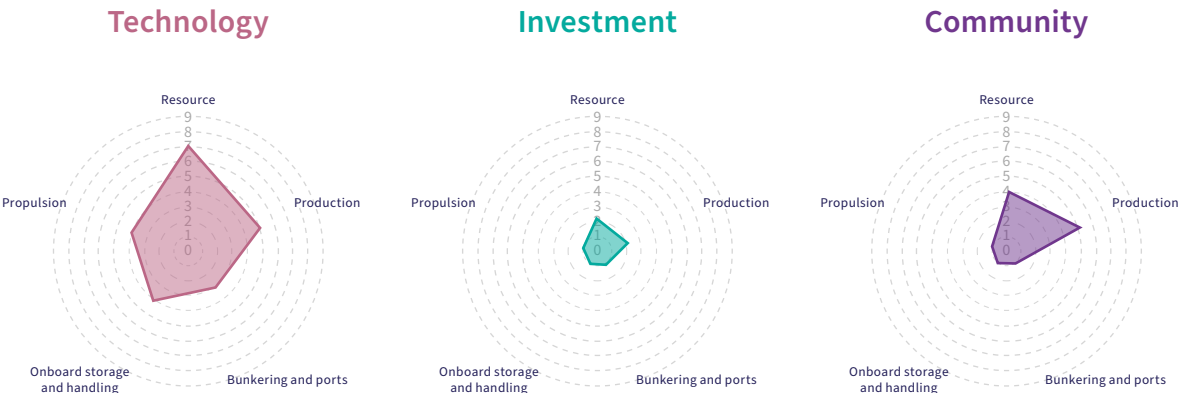 Technology
Investment
Community
Resource
9
8
7
6
5
4
3
2
1
0
Propulsion
Production
Onboard storage
and handling
Bunkering and ports
Resource
9
8
7
6
5
4
3
2
1
0
Propulsion
Production
Onboard storage
and handling
Bunkering and ports
Resource
9
8
7
6
5
4
3
2
1
0
Propulsion
Production
Onboard storage
and handling
Bunkering and ports